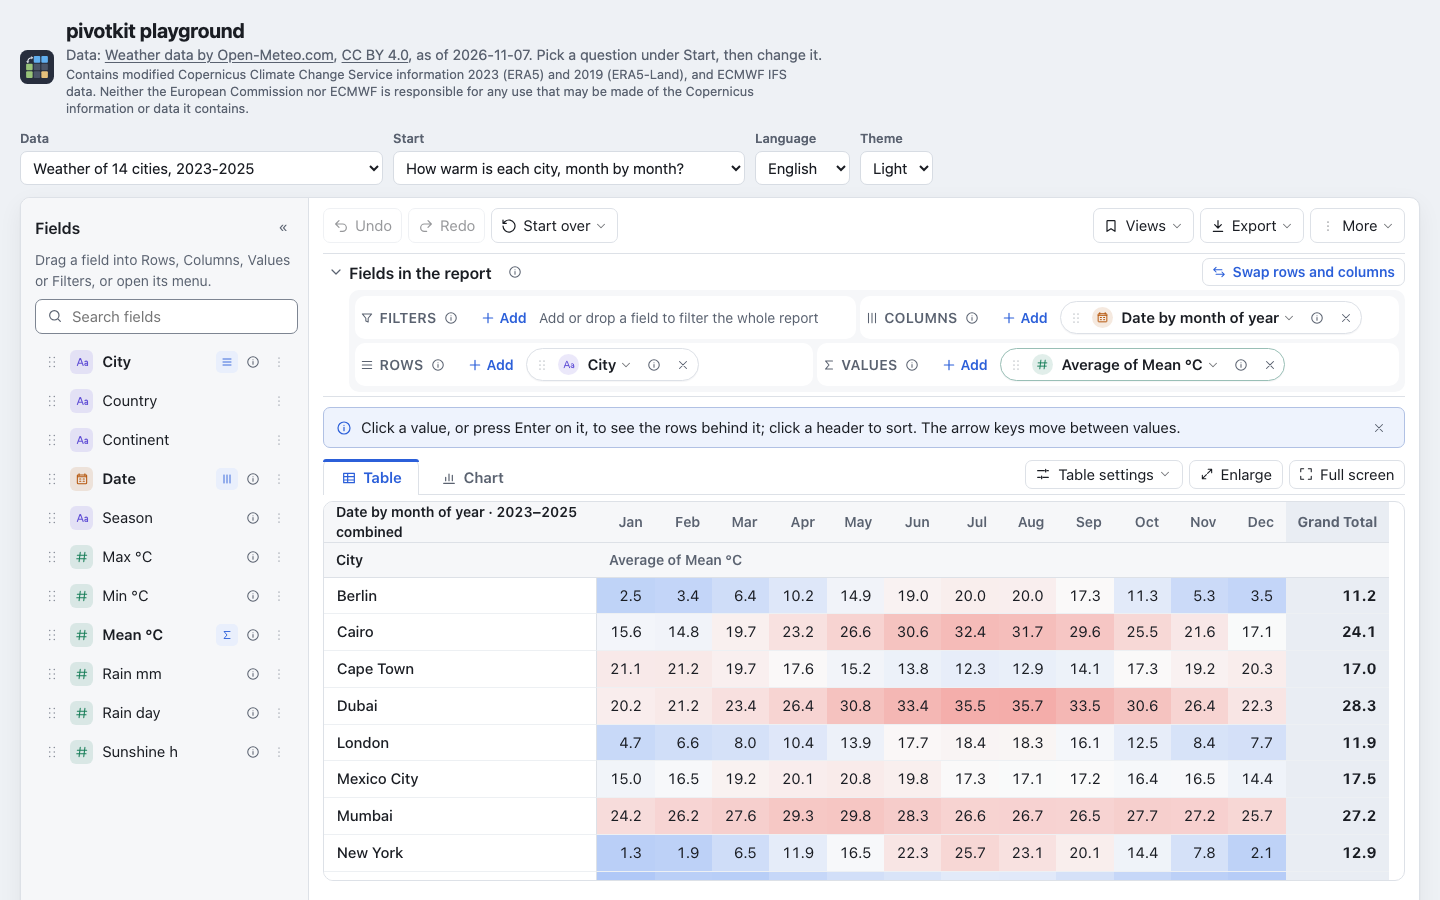 pivotkit playground
Data: Weather data by Open-Meteo.com, CC BY 4.0, as of 2026-11-07. Pick a question under Start, then change it.
Contains modified Copernicus Climate Change Service information 2023 (ERA5) and 2019 (ERA5-Land), and ECMWF IFS
data. Neither the European Commission nor ECMWF is responsible for any use that may be made of the Copernicus
information or data it contains.
Data Start Language Theme
Weather of 14 cities, 2023-2025 How warm is each city, month by month? English Light
Fields «
Drag a field into Rows, Columns, Values
or Filters, or open its menu.
Search fields
Aa City
Aa Country
Aa Continent
Date
Aa Season
# Max °C
# Min °C
# Mean °C Σ
# Rain mm
# Rain day
# Sunshine h
Undo Redo Start over Views Export More
Fields in the report Swap rows and columns
FILTERS + Add Add or drop a field to filter the whole report COLUMNS + Add Date by month of year
ROWS + Add Aa City Σ VALUES + Add # Average of Mean °C
Click a value, or press Enter on it, to see the rows behind it; click a header to sort. The arrow keys move between values.
Table Chart Table settings Enlarge Full screen
Date by month of year · 2023–2025
combined
Jan Feb Mar Apr May Jun Jul Aug Sep Oct Nov Dec Grand Total
City Average of Mean °C
Berlin 2.5 3.4 6.4 10.2 14.9 19.0 20.0 20.0 17.3 11.3 5.3 3.5 11.2
Cairo 15.6 14.8 19.7 23.2 26.6 30.6 32.4 31.7 29.6 25.5 21.6 17.1 24.1
Cape Town 21.1 21.2 19.7 17.6 15.2 13.8 12.3 12.9 14.1 17.3 19.2 20.3 17.0
Dubai 20.2 21.2 23.4 26.4 30.8 33.4 35.5 35.7 33.5 30.6 26.4 22.3 28.3
London 4.7 6.6 8.0 10.4 13.9 17.7 18.4 18.3 16.1 12.5 8.4 7.7 11.9
Mexico City 15.0 16.5 19.2 20.1 20.8 19.8 17.3 17.1 17.2 16.4 16.5 14.4 17.5
Mumbai 24.2 26.2 27.6 29.3 29.8 28.3 26.6 26.7 26.5 27.7 27.2 25.7 27.2
New York 1.3 1.9 6.5 11.9 16.5 22.3 25.7 23.1 20.1 14.4 7.8 2.1 12.9